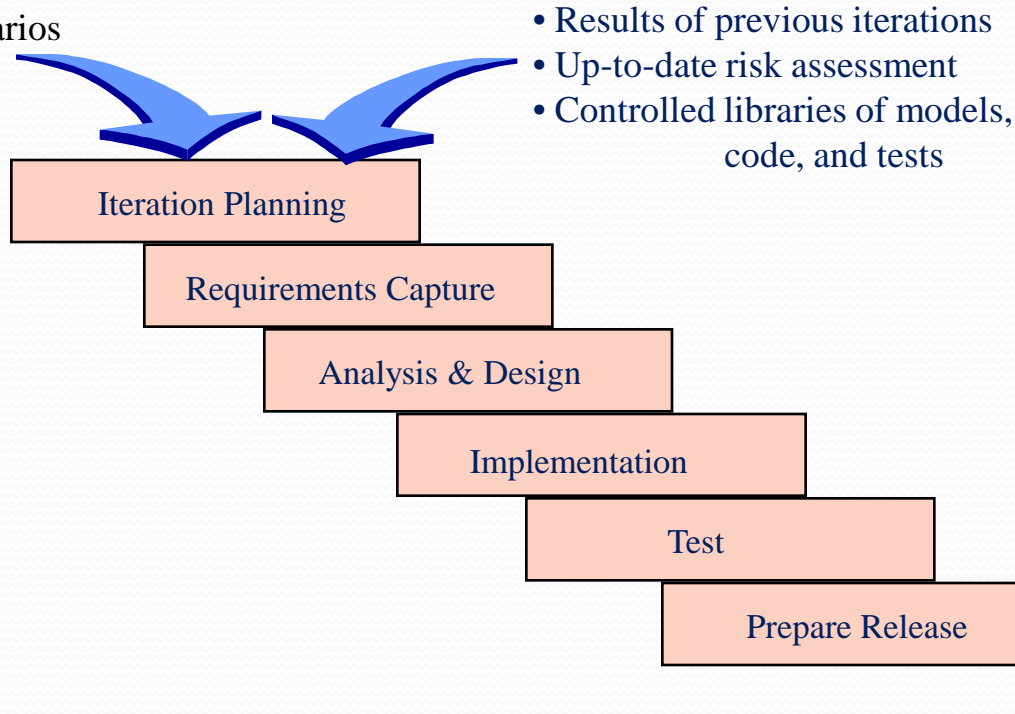 • Results of previous iterations
• Up-to-date risk assessment
• Controlled libraries of models,
code, and tests
Iteration Planning
Requirements Capture
Analysis & Design
Implementation
Test
Prepare Release